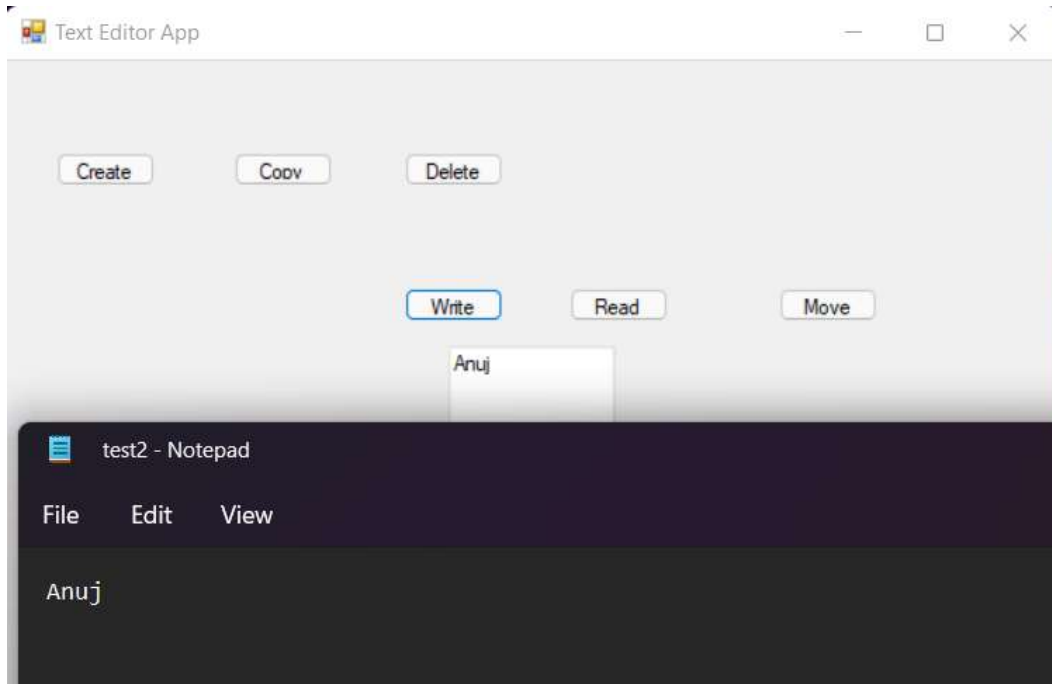 Text Editor App
Create Copy Delete
Write Read Move
Anuj
test2 - Notepad
File Edit View
Anuj